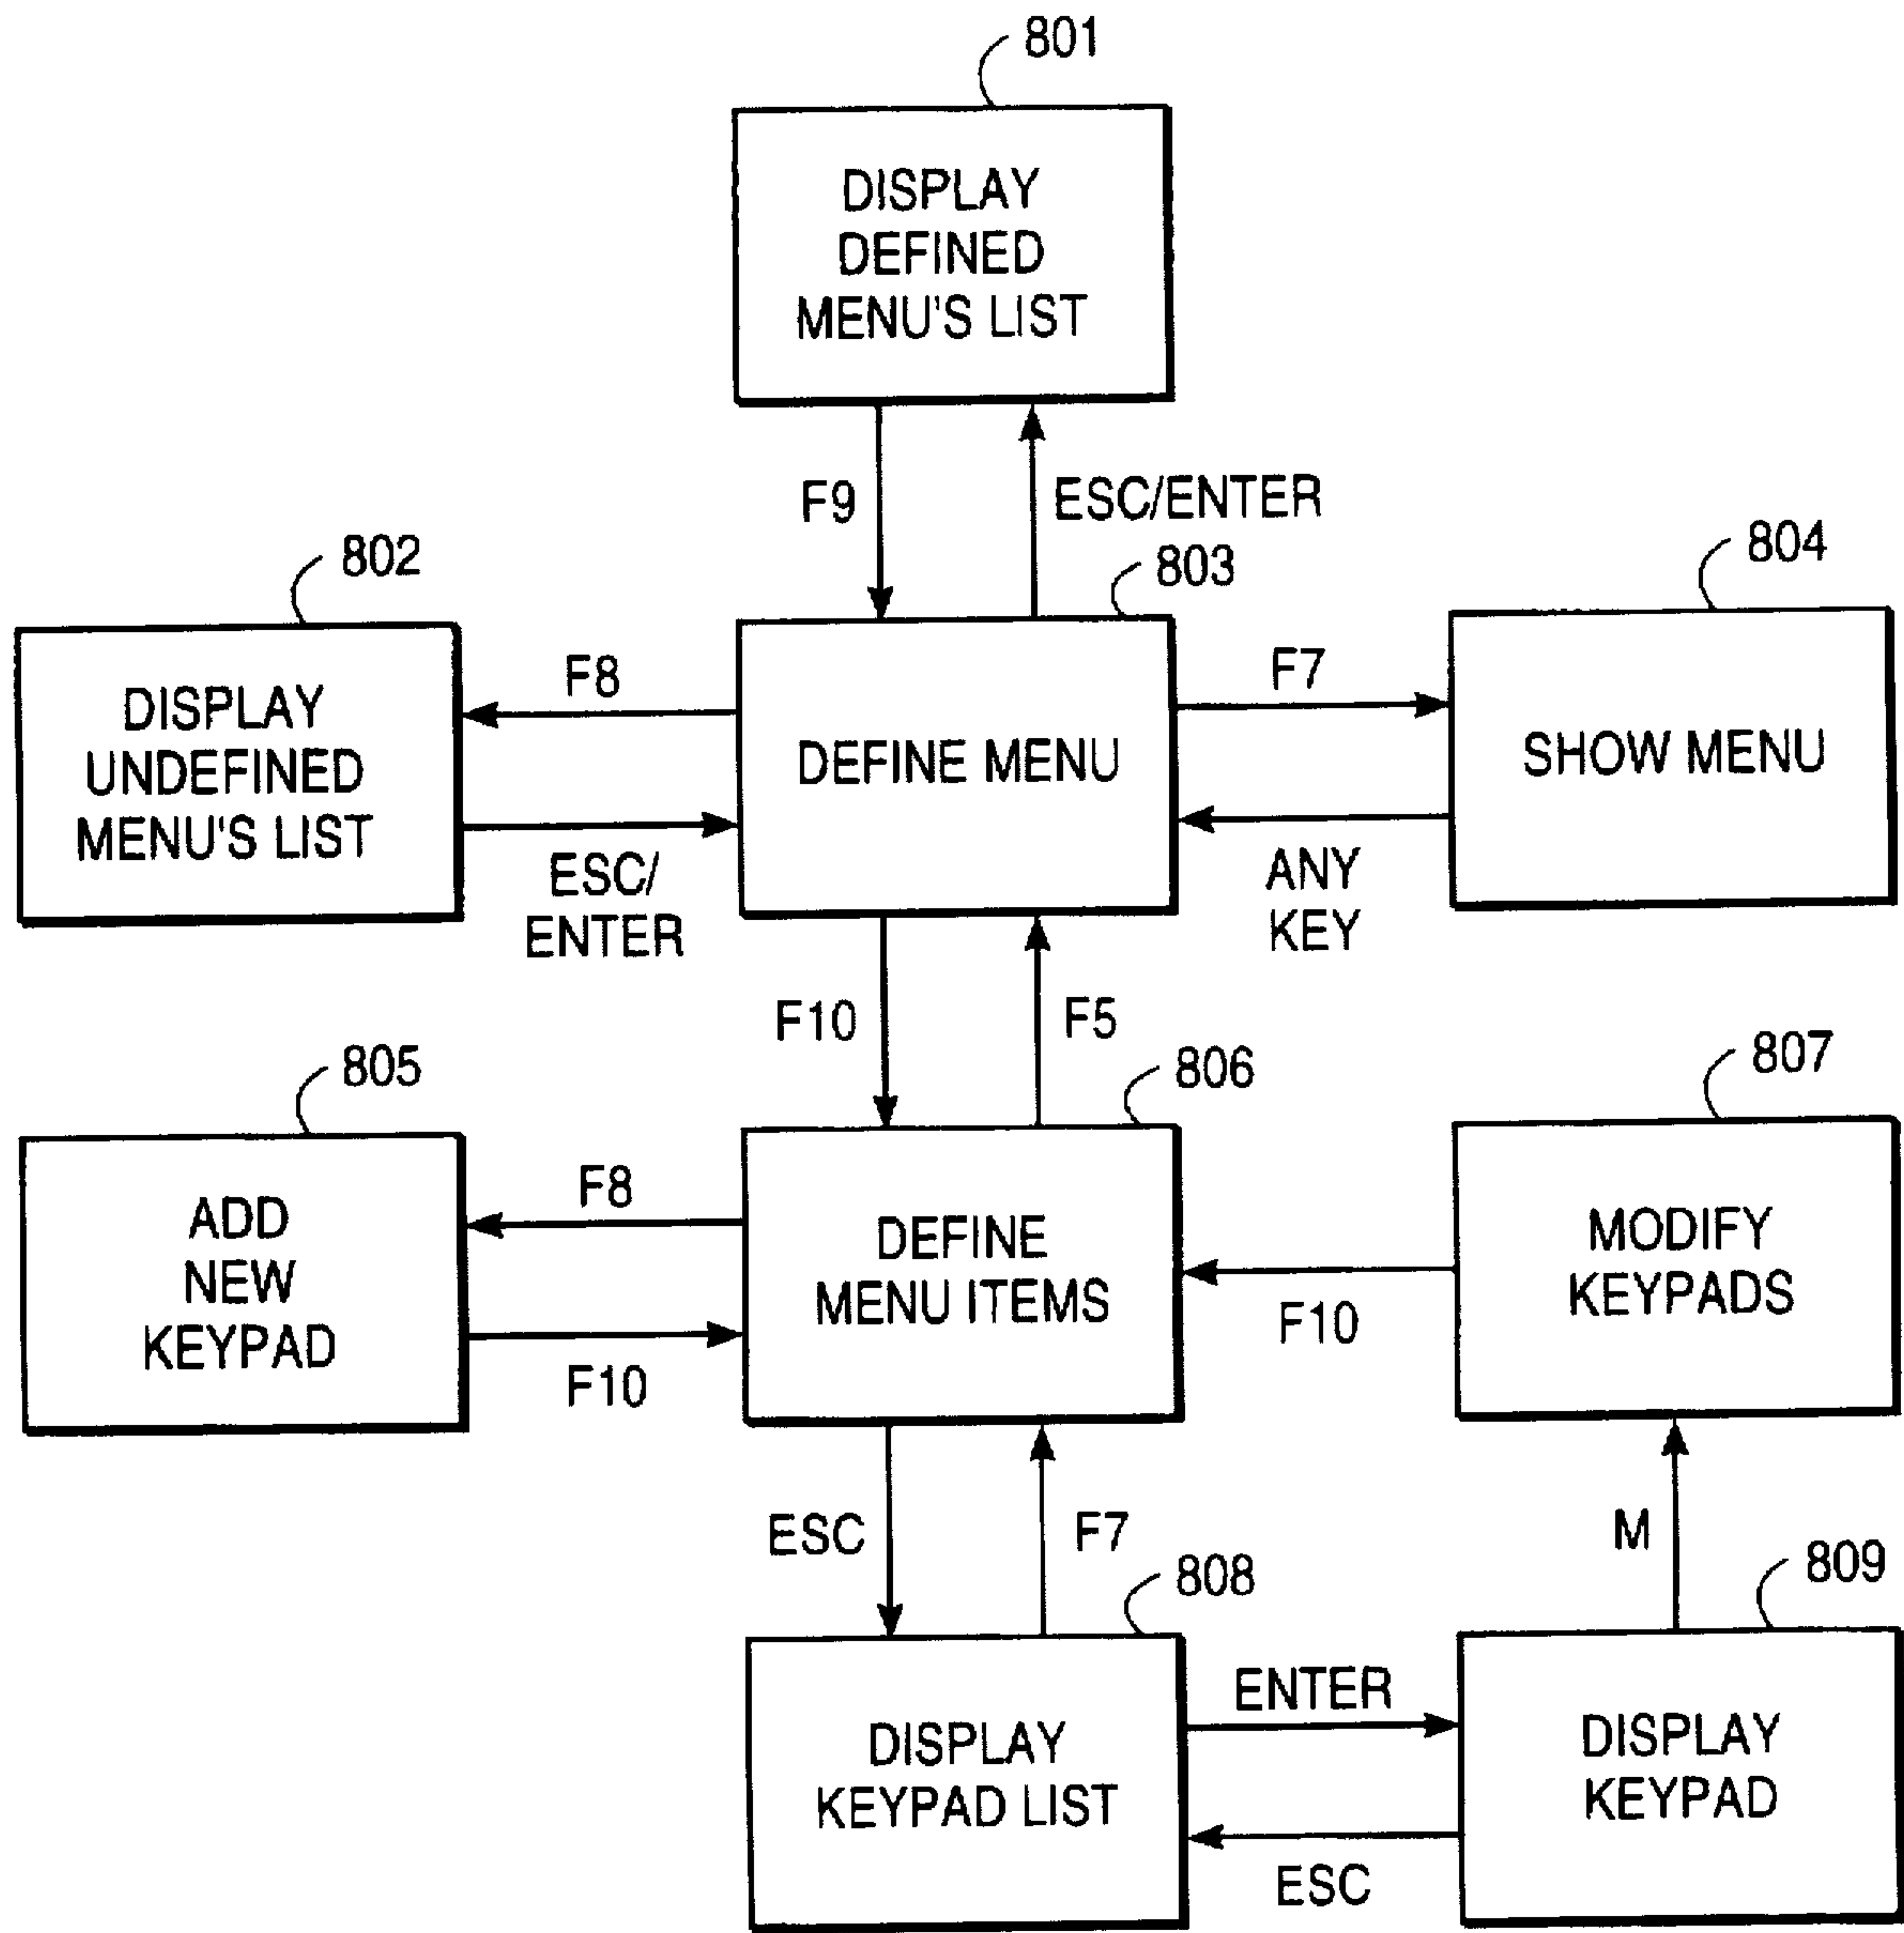 801
DISPLAY
DEFINED
MENU'S LIST
F9
ESC/ENTER
802
803
804
DISPLAY
UNDEFINED
MENU'S LIST
F8
DEFINE MENU
F7
SHOW MENU
ESC/
ENTER
ANY
KEY
F10
F5
805
806
807
ADD
NEW
KEYPAD
F8
DEFINE
MENU ITEMS
MODIFY
KEYPADS
F10
F10
ESC
F7
M
808
809
DISPLAY
KEYPAD LIST
ENTER
DISPLAY
KEYPAD
ESC